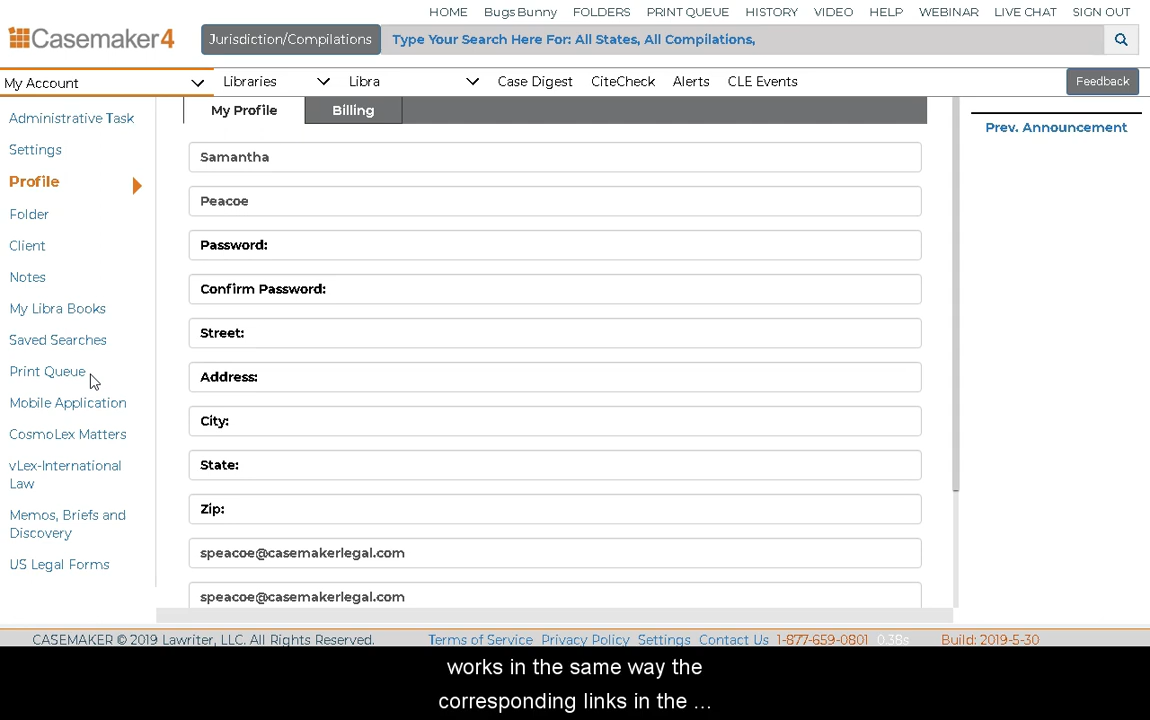 HOME Bugs Bunny FOLDERS PRINT QUEUE HISTORY VIDEO HELP WEBINAR LIVE CHAT SIGN OUT
Casemaker4 Jurisdiction/Compilations Type Your Search Here For: All States, All Compilations,
My Account Libraries Libra Case Digest CiteCheck Alerts CLE Events Feedback
My Profile Billing
Administrative Task
Settings
Profile
Folder
Client
Notes
My Libra Books
Saved Searches
Print Queue
Mobile Application
CosmoLex Matters
vLex-International
Law
Memos, Briefs and
Discovery
US Legal Forms
Samantha
Peacoe
Password:
Confirm Password:
Street:
Address:
City:
State:
Zip:
speacoe@casemakerlegal.com
speacoe@casemakerlegal.com
Prev. Announcement
CASEMAKER © 2019 Lawriter, LLC. All Rights Reserved. Terms of Service Privacy Policy Settings Contact Us 1-877-659-0801 0.38s Build: 2019-5-30
works in the same way the
corresponding links in the ...